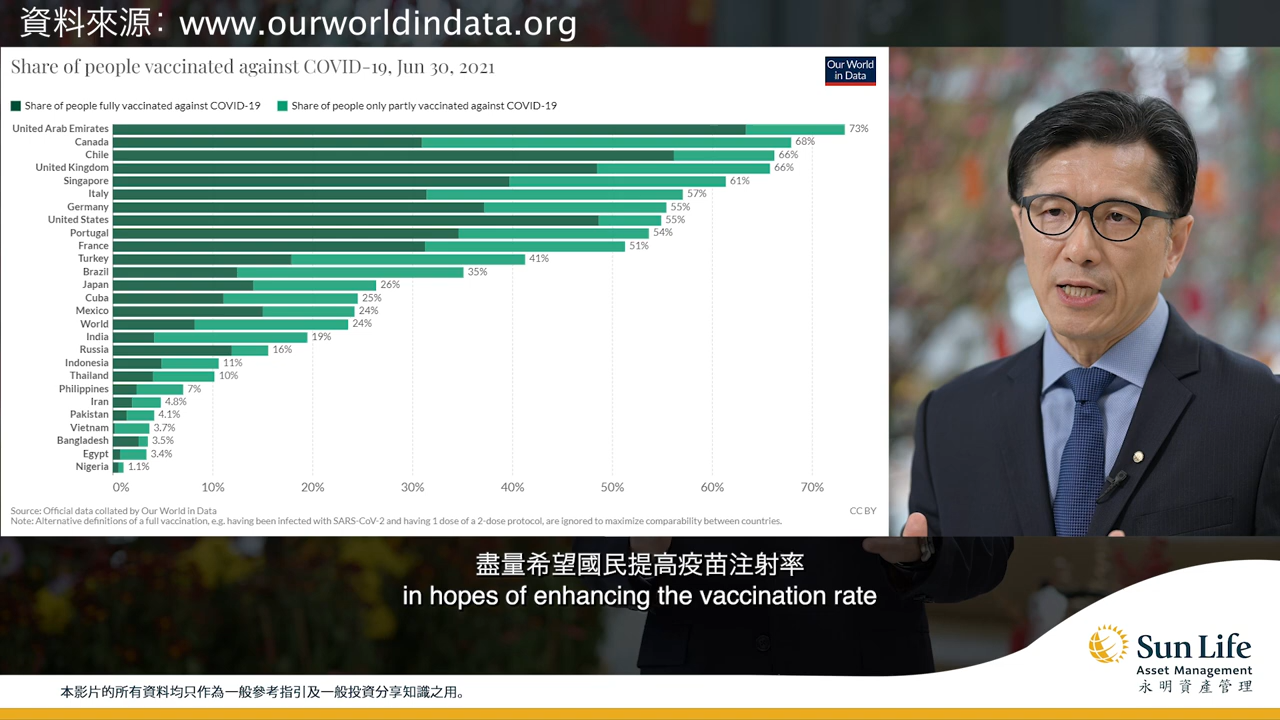 資料來源：www.ourworldindata.org
Share of people vaccinated against COVID-19, Jun 30, 2021
Our World
in Data
Share of people fully vaccinated against COVID-19
Share of people only partly vaccinated against COVID-19
United Arab Emirates 73%
Canada 68%
Chile 66%
United Kingdom 66%
Singapore 61%
Italy 57%
Germany 55%
United States 55%
Portugal 54%
France 51%
Turkey 41%
Brazil 35%
Japan 26%
Cuba 25%
Mexico 24%
World 24%
India 19%
Russia 16%
Indonesia 11%
Thailand 10%
Philippines 7%
Iran 4.8%
Pakistan 4.1%
Vietnam 3.7%
Bangladesh 3.5%
Egypt 3.4%
Nigeria 1.1%
0% 10% 20% 30% 40% 50% 60% 70%
Source: Official data collated by Our World in Data
CC BY
Note: Alternative definitions of a full vaccination, e.g. having been infected with SARS-CoV-2 and having 1 dose of a 2-dose protocol, are ignored to maximize comparability between countries.
盡量希望國民提高疫苗注射率
in hopes of enhancing the vaccination rate
Sun Life
Asset Management
永明資產管理
本影片的所有資料均只作為一般參考指引及一般投資分享知識之用。